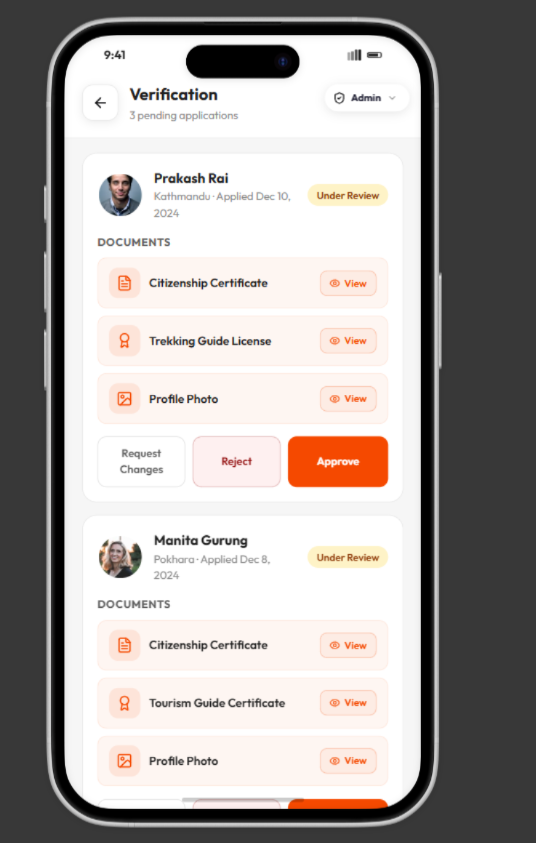 9:41
Verification
3 pending applications
Admin
Prakash Rai
Kathmandu · Applied Dec 10,
2024
Under Review
DOCUMENTS
Citizenship Certificate
View
Trekking Guide License
View
Profile Photo
View
Request
Changes
Reject
Approve
Manita Gurung
Pokhara · Applied Dec 8,
2024
Under Review
DOCUMENTS
Citizenship Certificate
View
Tourism Guide Certificate
View
Profile Photo
View